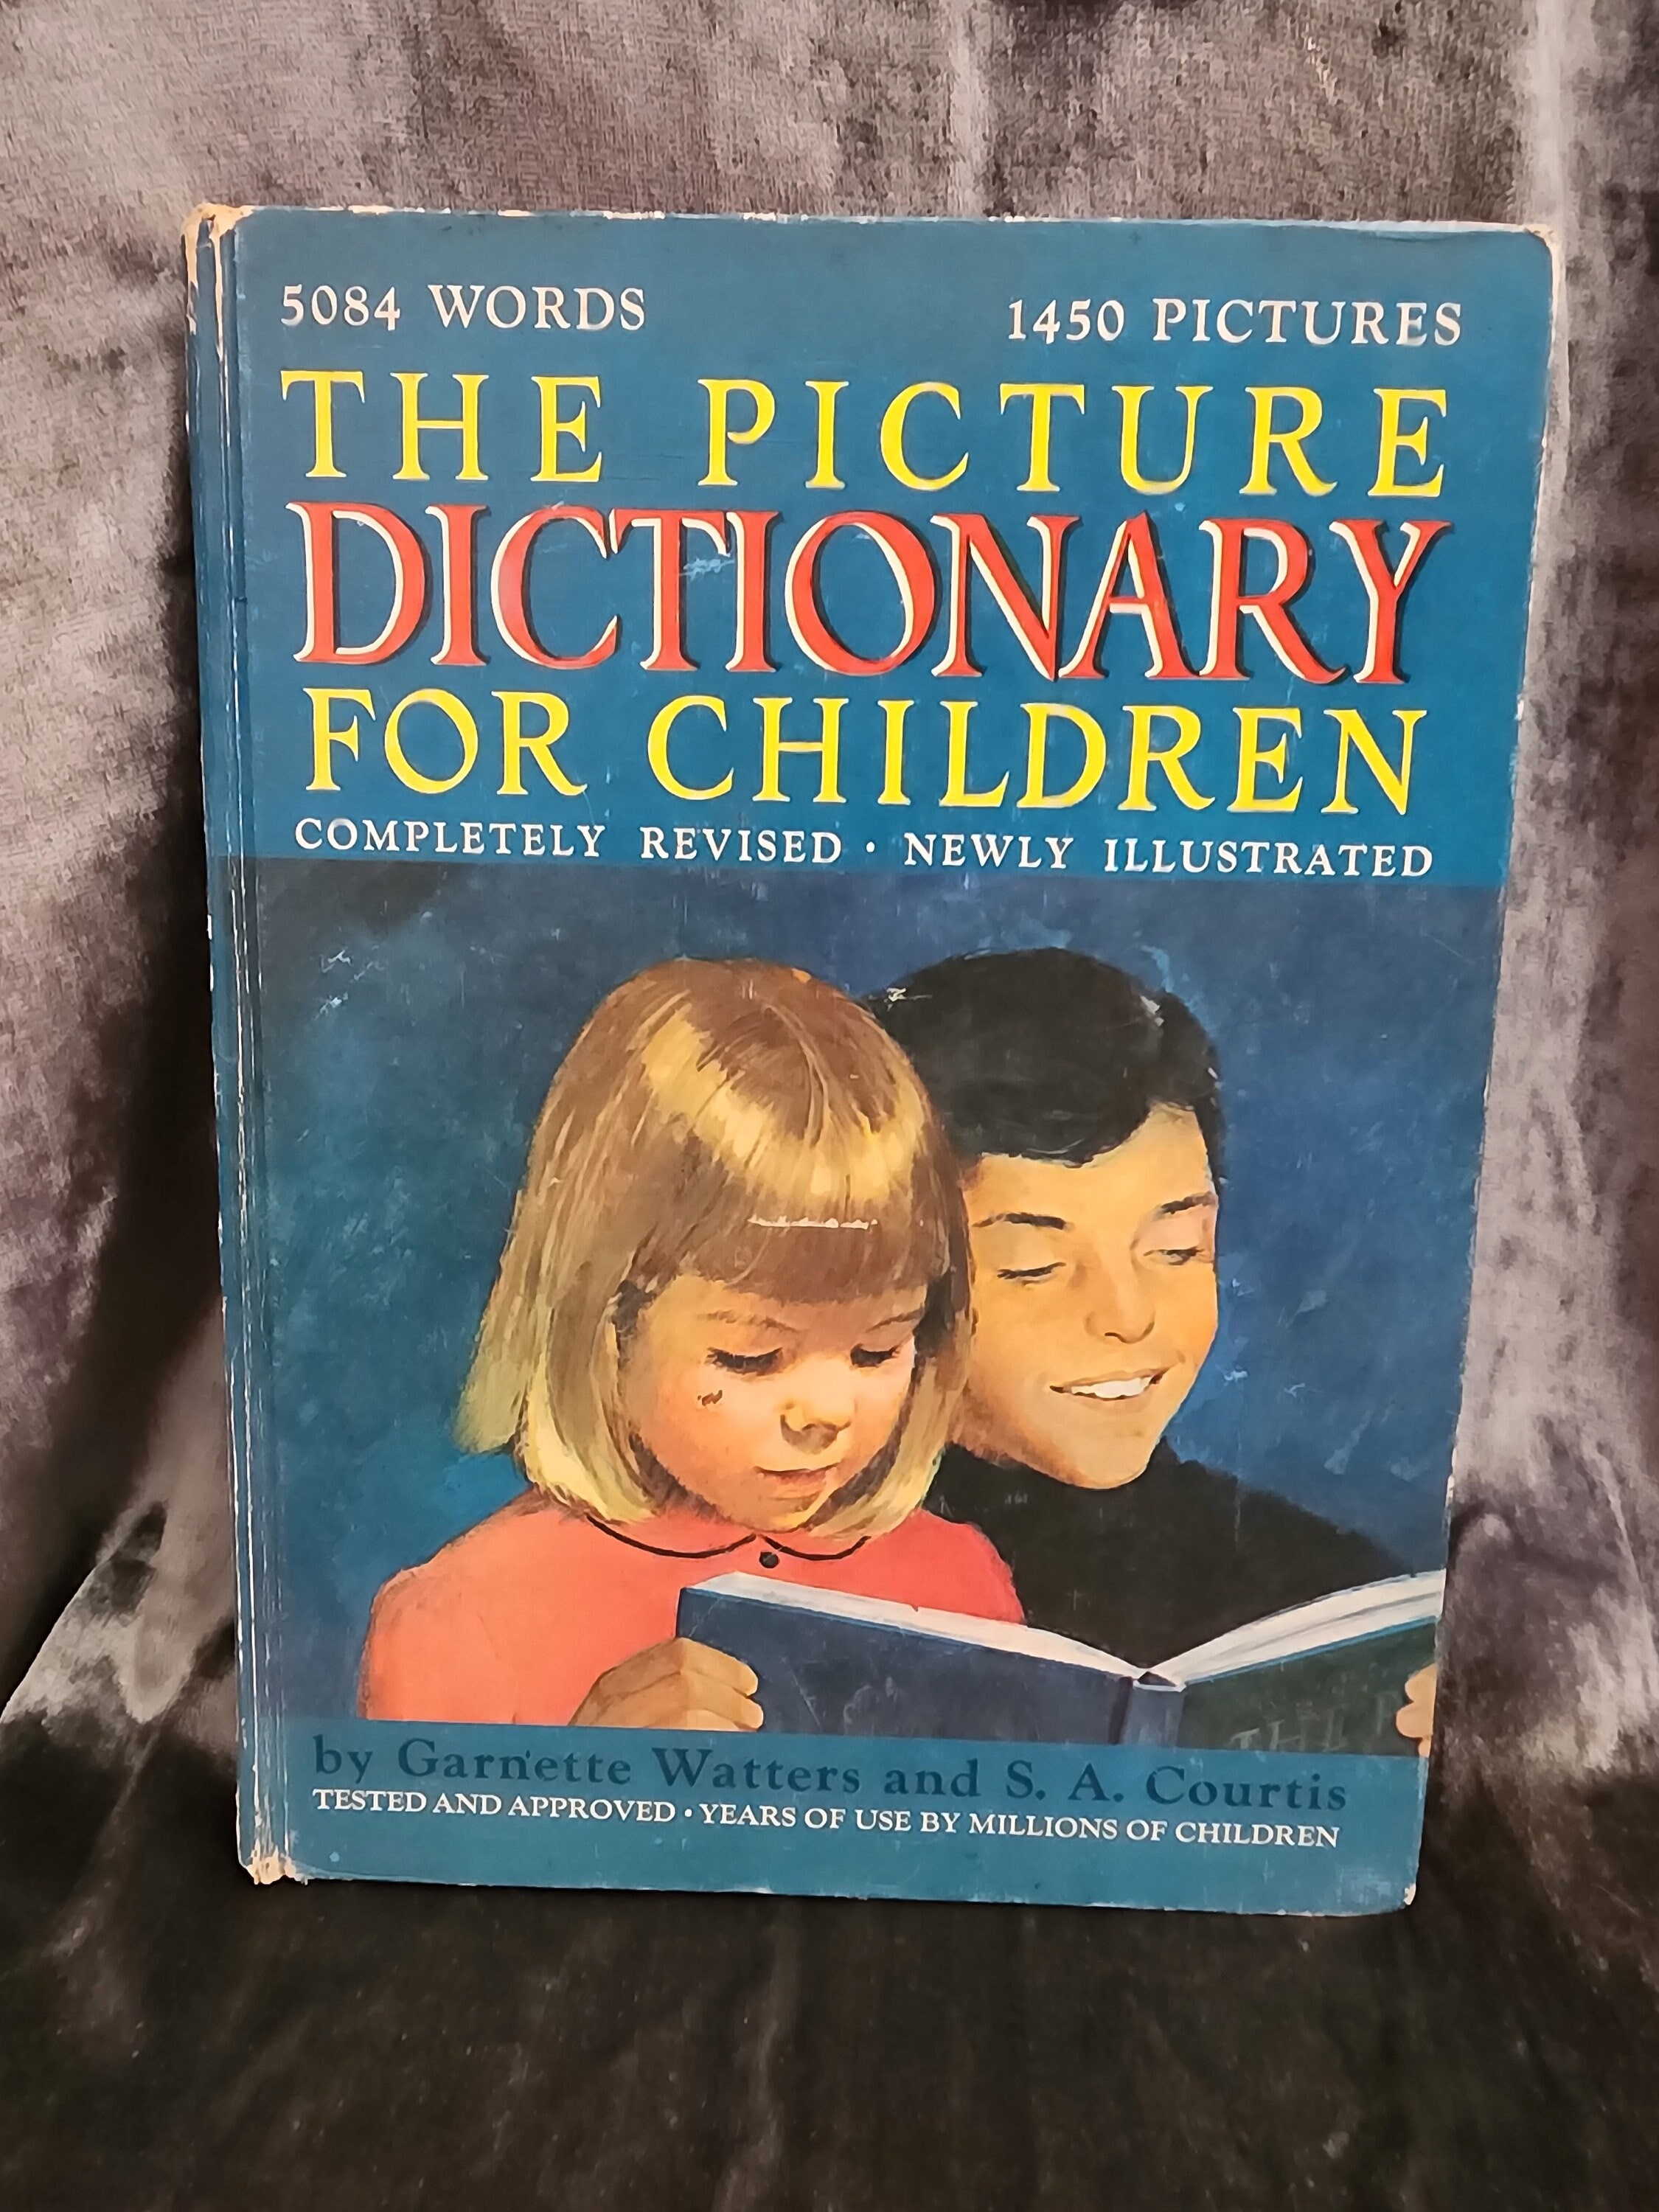 5084 WORDS 1450 PICTURES
THE PICTURE
DICTIONARY
FOR CHILDREN
COMPLETELY REVISED · NEWLY ILLUSTRATED
THE P
by Garnette Watters and S. A. Courtis
TESTED AND APPROVED · YEARS OF USE BY MILLIONS OF CHILDREN